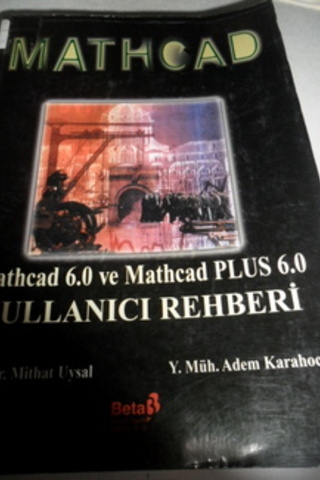 MATHCAD
athcad 6.0 ve Mathcad PLUS 6.0
ULLANICI REHBERİ
r. Mithat Uysal
Y. Müh. Adem Karahoc
Beta